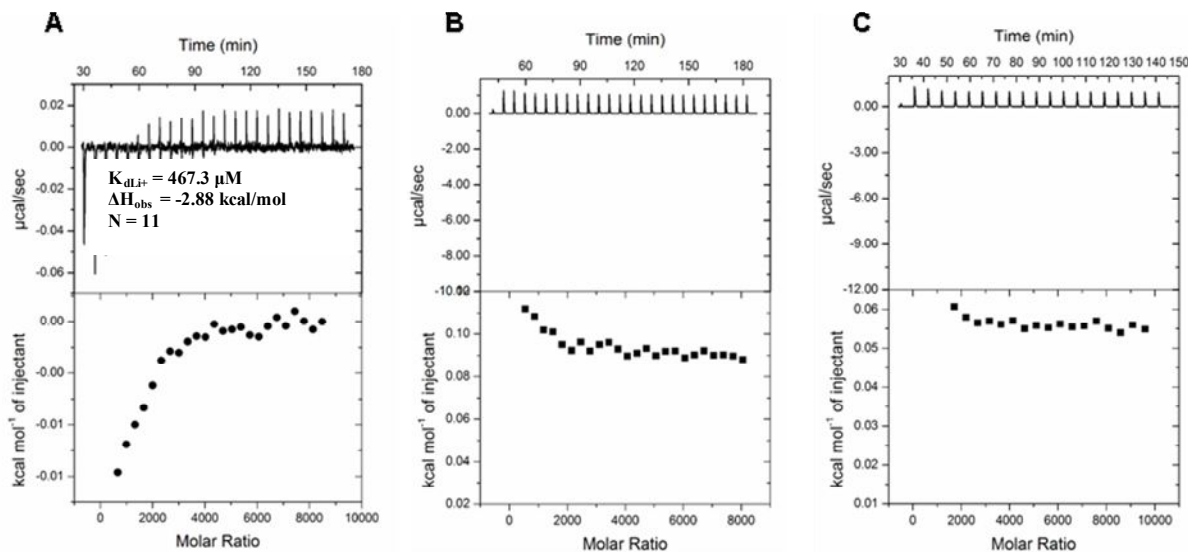 A
Time (min)
30 60 90 120 150 180
0.02
0.00
-0.02
-0.04
-0.06
µcal/sec
K_dLi+ = 467.3 µM
ΔH_obs = -2.88 kcal/mol
N = 11
0.00
-0.00
-0.01
-0.01
kcal mol⁻¹ of injectant
0 2000 4000 6000 8000 10000
Molar Ratio
B
Time (min)
60 90 120 150 180
0.00
-2.00
-4.00
-6.00
-8.00
µcal/sec
0.10
0.08
0.06
0.04
0.02
kcal mol⁻¹ of injectant
0 2000 4000 6000 8000
Molar Ratio
C
Time (min)
30 40 50 60 70 80 90 100 110 120 130 140 150
0.00
-3.00
-6.00
-9.00
-12.00
µcal/sec
0.06
0.05
0.04
0.03
0.02
0.01
kcal mol⁻¹ of injectant
0 2000 4000 6000 8000 10000
Molar Ratio